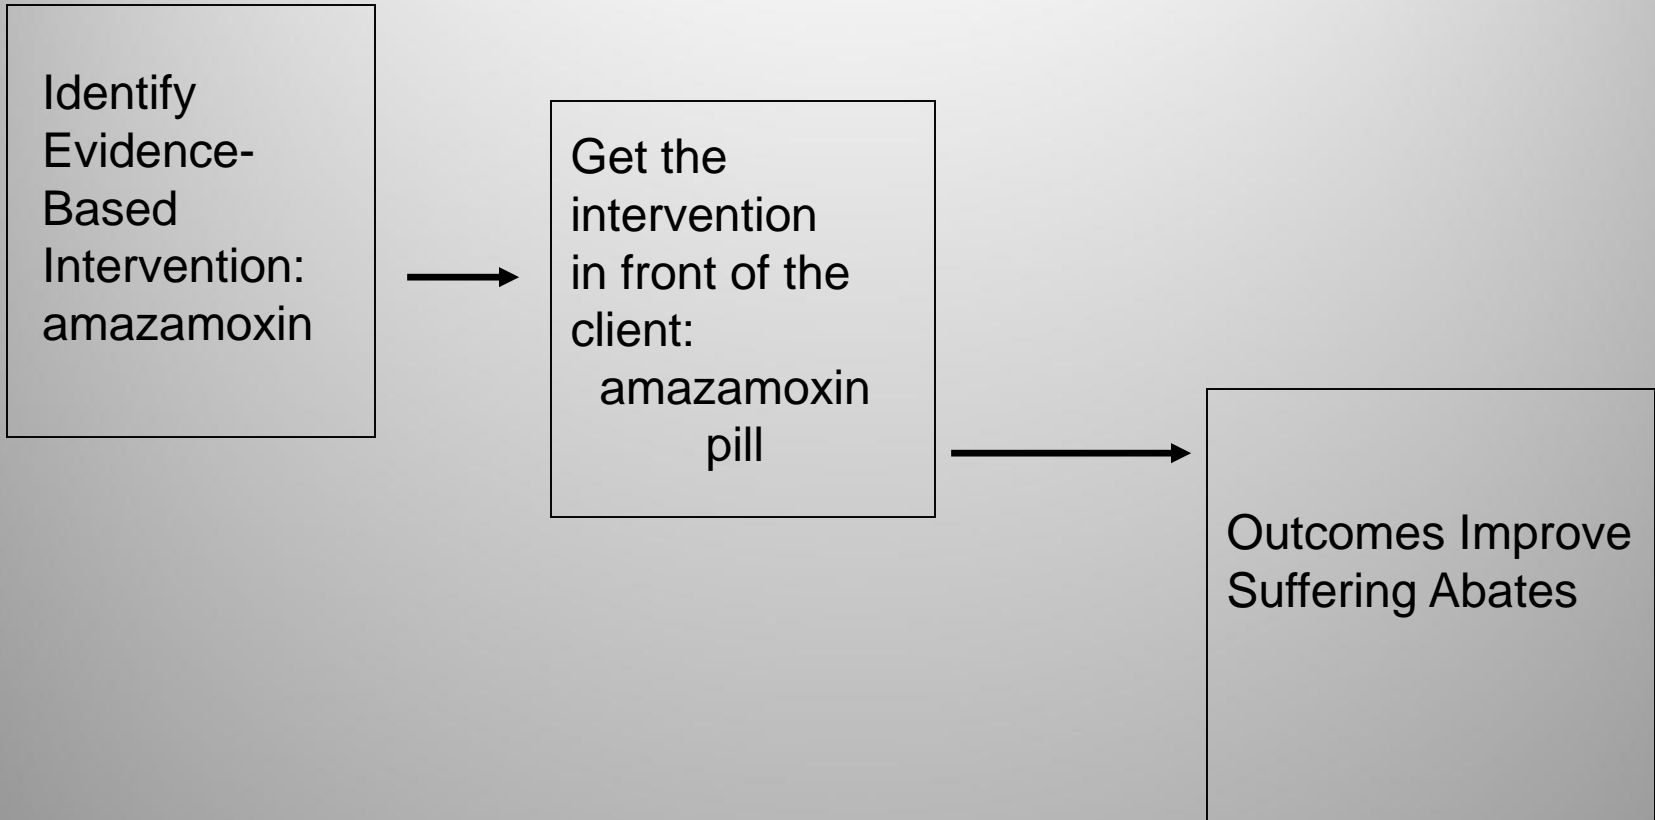 Identify
Evidence-
Based
Intervention:
amazamoxin
Get the
intervention
in front of the
client:
amazamoxin
pill
Outcomes Improve
Suffering Abates